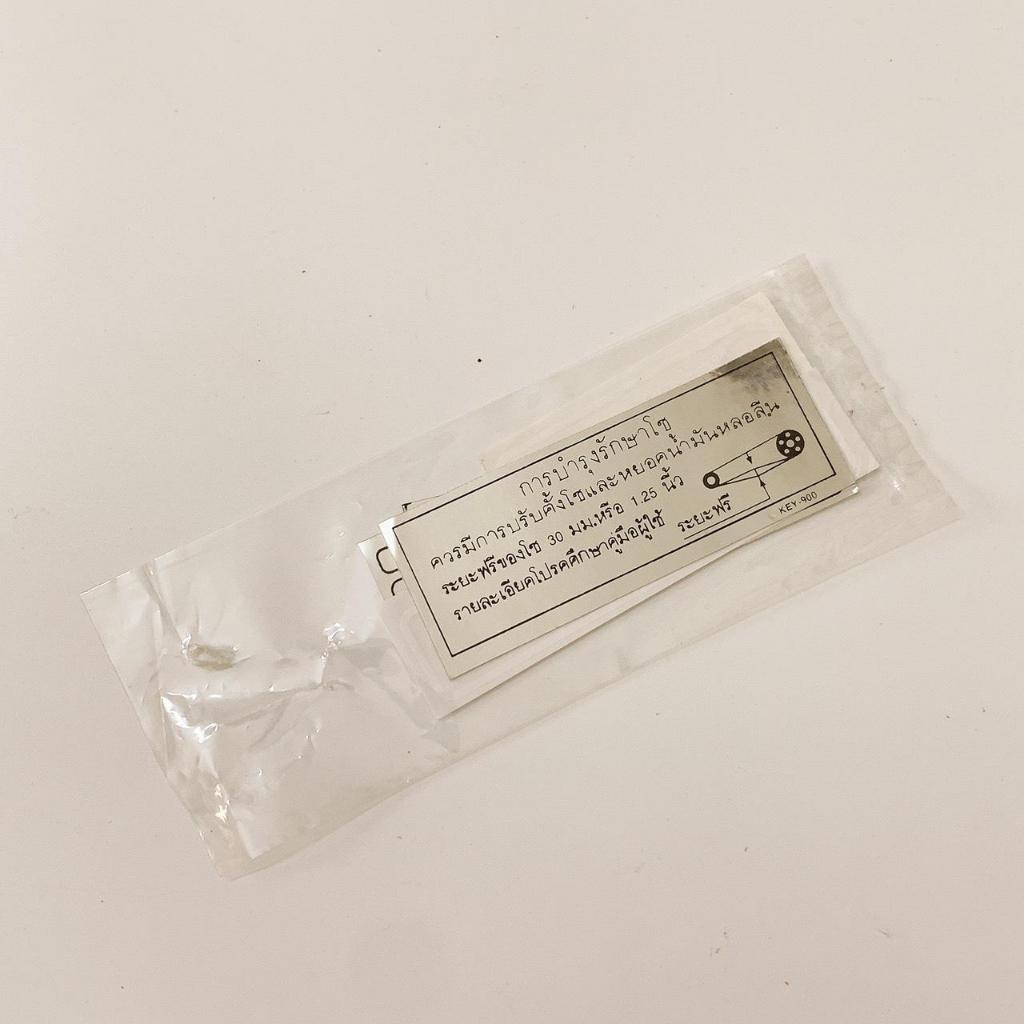 การบำรุงรักษาโซ่
ควรมีการปรับตั้งโซ่และหยอดน้ำมันหล่อลื่น
ระยะฟรีของโซ่ 30 มม.หรือ 1.25 นิ้ว
รายละเอียดโปรดศึกษาคู่มือผู้ใช้
ระยะฟรี
KEY-900